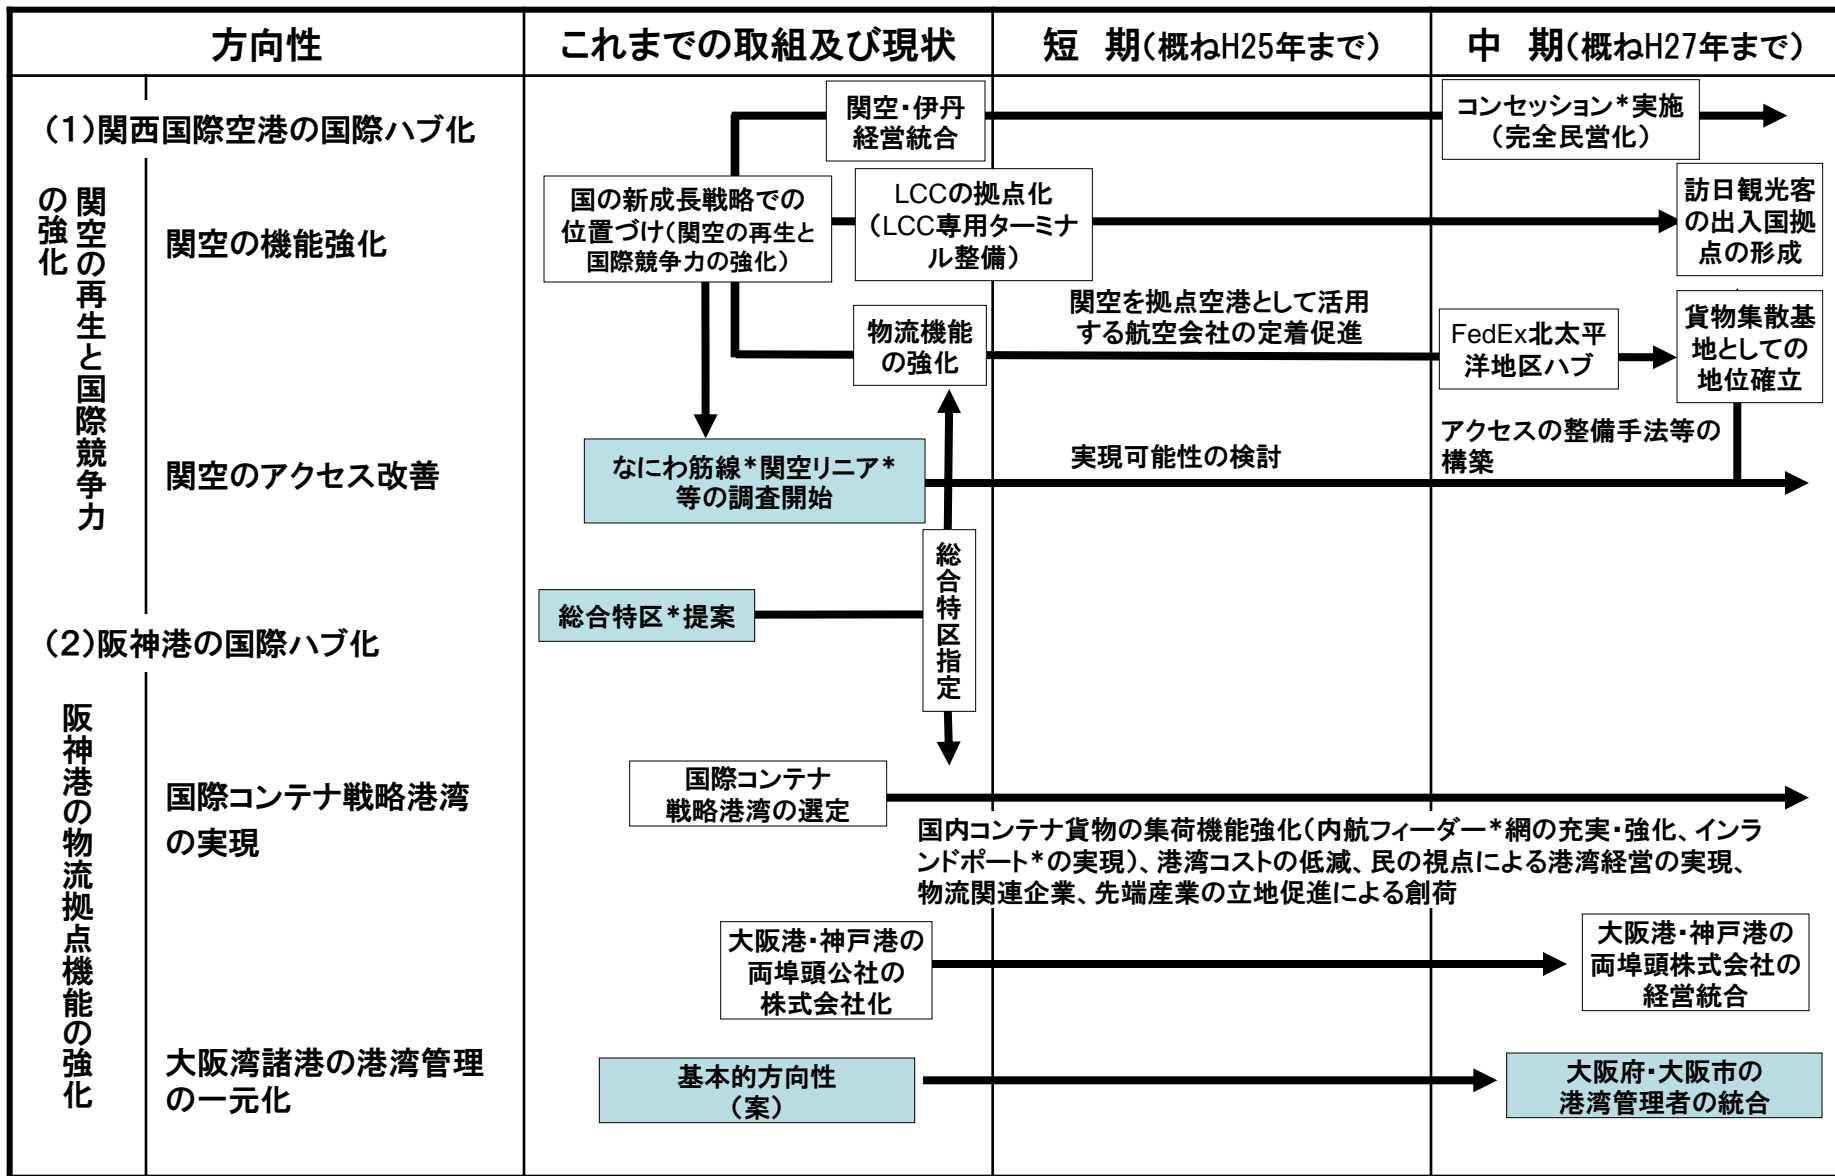 方向性
これまでの取組及び現状
短　期(概ねH25年まで)
中　期(概ねH27年まで)
(1)関西国際空港の国際ハブ化
関空の再生と国際競争力
の強化
関空の機能強化
関空のアクセス改善
関空・伊丹
経営統合
コンセッション*実施
(完全民営化)
国の新成長戦略での
位置づけ(関空の再生と
国際競争力の強化)
LCCの拠点化
(LCC専用ターミナ
ル整備)
訪日観光客
の出入国拠
点の形成
物流機能
の強化
関空を拠点空港として活用
する航空会社の定着促進
FedEx北太平
洋地区ハブ
貨物集散基
地としての
地位確立
なにわ筋線*関空リニア*
等の調査開始
実現可能性の検討
アクセスの整備手法等の
構築
総合特区*提案
総合特区指定
(2)阪神港の国際ハブ化
阪神港の物流拠点機能の強化
国際コンテナ戦略港湾
の実現
国際コンテナ
戦略港湾の選定
国内コンテナ貨物の集荷機能強化(内航フィーダー*網の充実・強化、インラ
ンドポート*の実現)、港湾コストの低減、民の視点による港湾経営の実現、
物流関連企業、先端産業の立地促進による創荷
大阪港・神戸港の
両埠頭公社の
株式会社化
大阪港・神戸港の
両埠頭株式会社の
経営統合
大阪湾諸港の港湾管理
の一元化
基本的方向性
(案)
大阪府・大阪市の
港湾管理者の統合